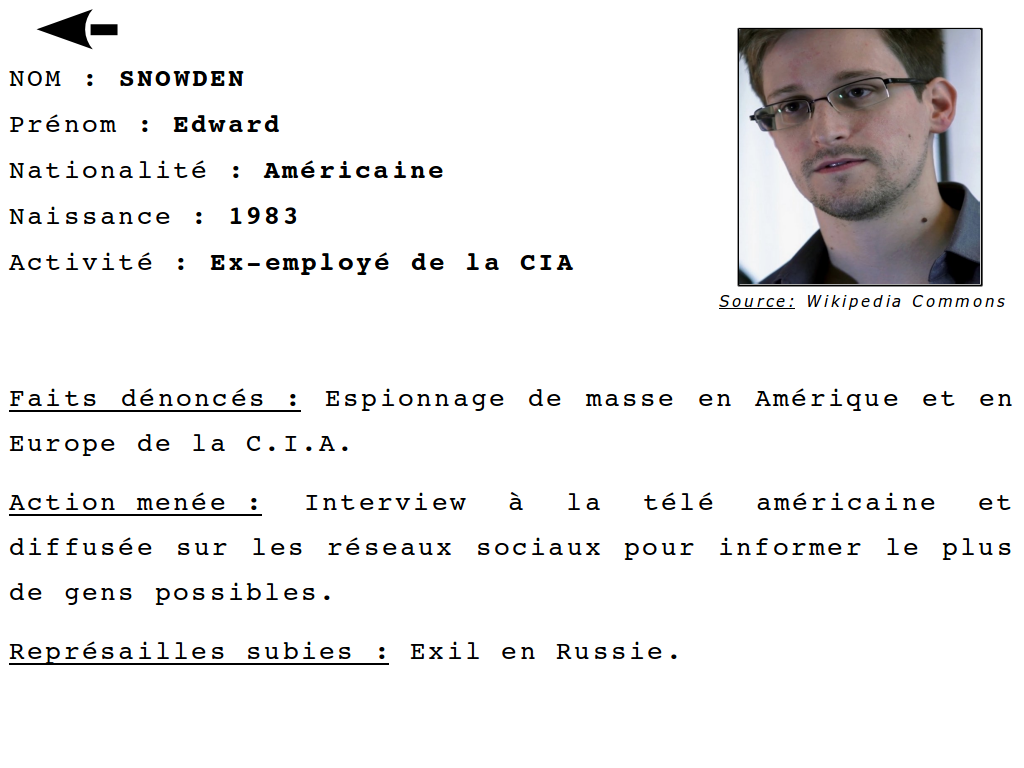 NOM : SNOWDEN
Prénom : Edward
Nationalité : Américaine
Naissance : 1983
Activité : Ex-employé de la CIA
Source: Wikipedia Commons
Faits dénoncés : Espionnage de masse en Amérique et en
Europe de la C.I.A.
Action menée : Interview à la télé américaine et
diffusée sur les réseaux sociaux pour informer le plus
de gens possibles.
Représailles subies : Exil en Russie.